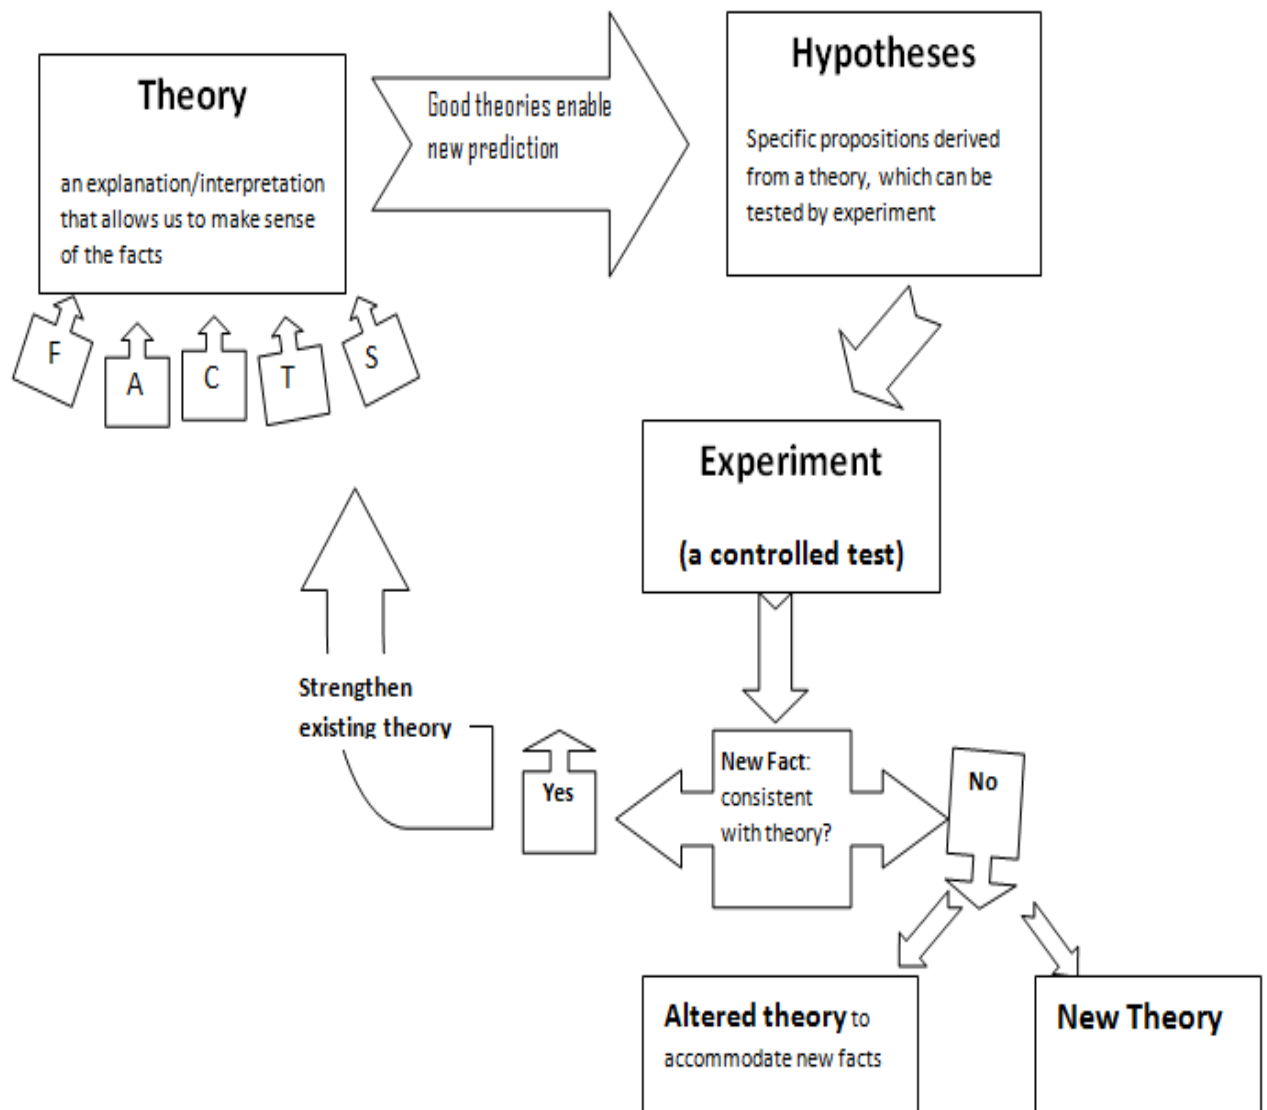 Theory
an explanation/interpretation
that allows us to make sense
of the facts
F
A
C
T
S
Good theories enable
new prediction
Hypotheses
Specific propositions derived
from a theory, which can be
tested by experiment
Experiment
(a controlled test)
New Fact:
consistent
with theory?
Yes
Strengthen
existing theory
No
Altered theory to
accommodate new facts
New Theory